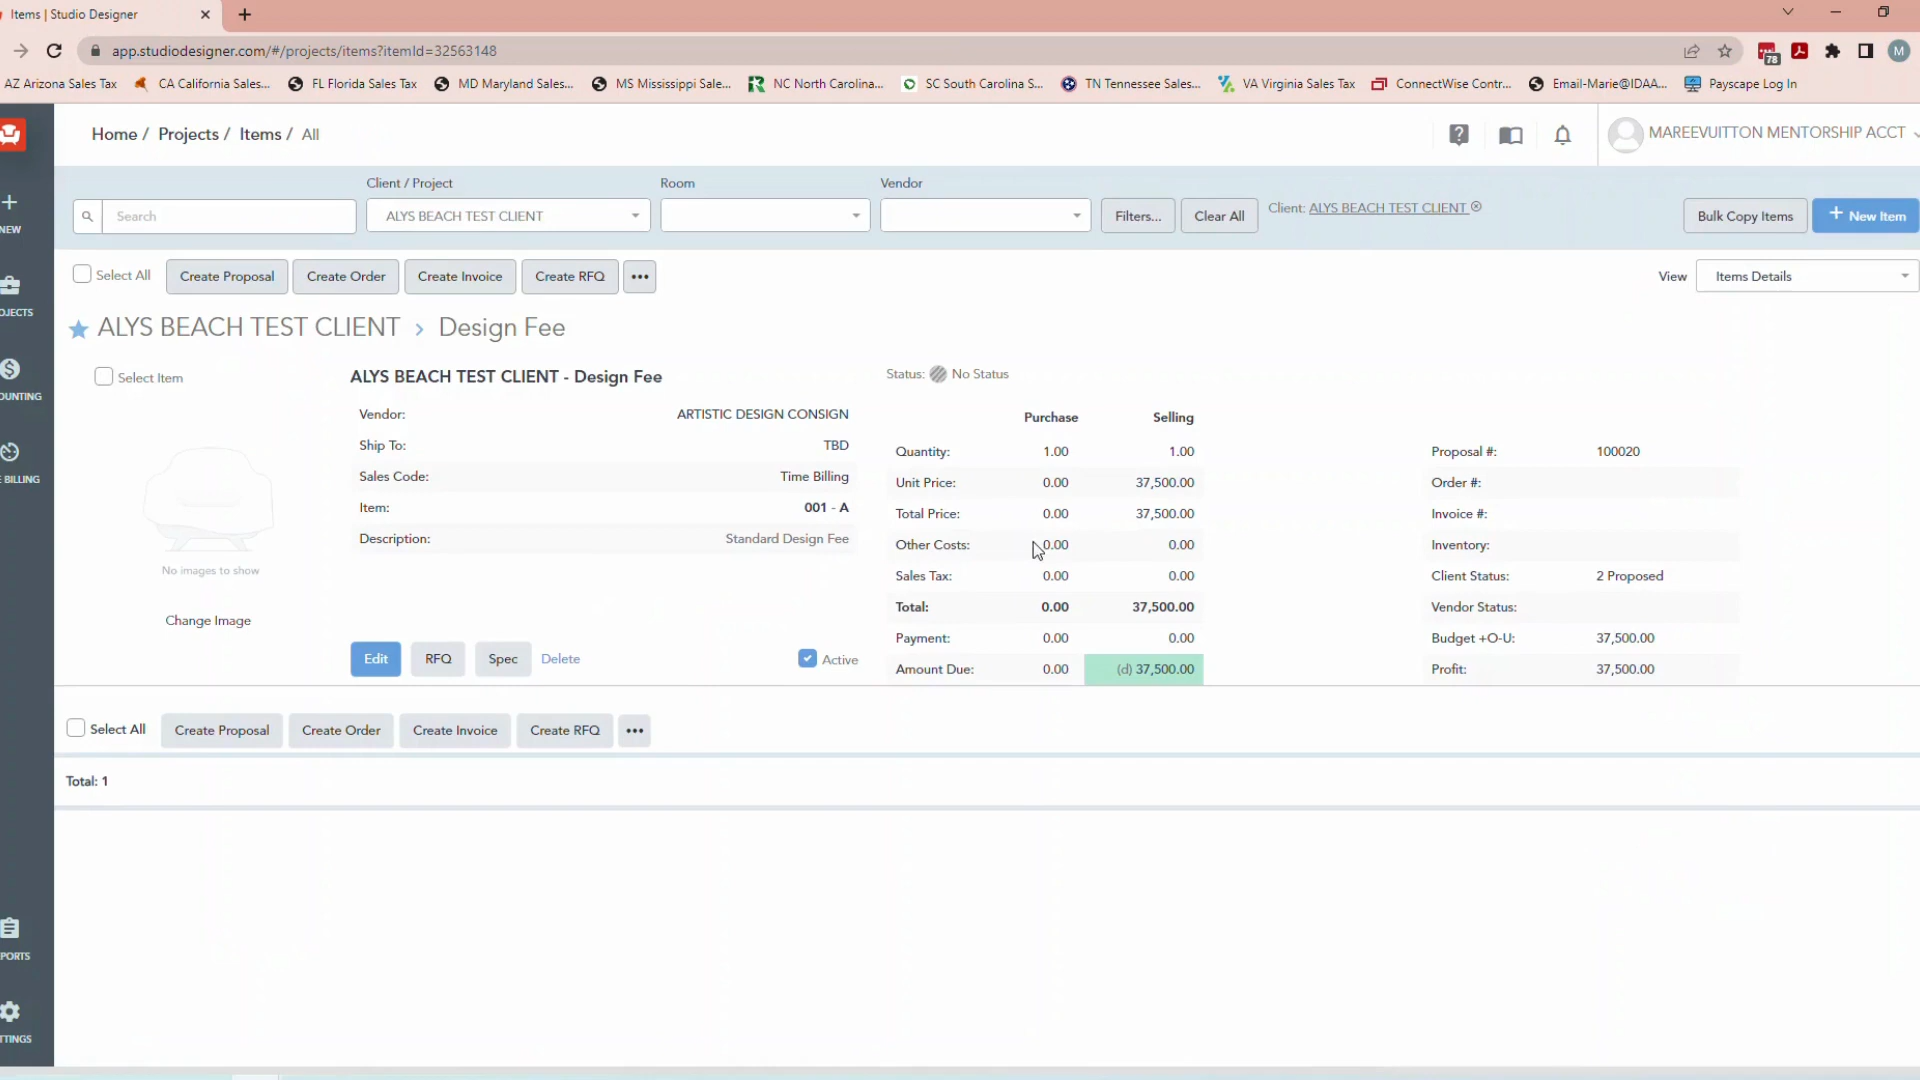 Items | Studio Designer
app.studiodesigner.com/#/projects/items?itemId=32563148
78
M
AZ Arizona Sales Tax CA California Sales... FL Florida Sales Tax MD Maryland Sales... MS Mississippi Sale... NC North Carolina... SC South Carolina S... TN Tennessee Sales... VA Virginia Sales Tax ConnectWise Contr... Email-Marie@IDAA... Payscape Log In
Home / Projects / Items / All
MAREEVUITTON MENTORSHIP ACCT
NEW
OJECTS
OUNTING
E BILLING
PORTS
TTINGS
Client / Project Room Vendor
Search ALYS BEACH TEST CLIENT Filters... Clear All Client: ALYS BEACH TEST CLIENT Bulk Copy Items + New Item
Select All Create Proposal Create Order Create Invoice Create RFQ ••• View Items Details
ALYS BEACH TEST CLIENT › Design Fee
Select Item
No images to show
Change Image
ALYS BEACH TEST CLIENT - Design Fee
Vendor: ARTISTIC DESIGN CONSIGN
Ship To: TBD
Sales Code: Time Billing
Item: 001 - A
Description: Standard Design Fee
Edit RFQ Spec Delete Active
Status: No Status
Purchase Selling
Quantity: 1.00 1.00
Unit Price: 0.00 37,500.00
Total Price: 0.00 37,500.00
Other Costs: 0.00 0.00
Sales Tax: 0.00 0.00
Total: 0.00 37,500.00
Payment: 0.00 0.00
Amount Due: 0.00 (d) 37,500.00
Proposal #: 100020
Order #:
Invoice #:
Inventory:
Client Status: 2 Proposed
Vendor Status:
Budget +O-U: 37,500.00
Profit: 37,500.00
Select All Create Proposal Create Order Create Invoice Create RFQ •••
Total: 1